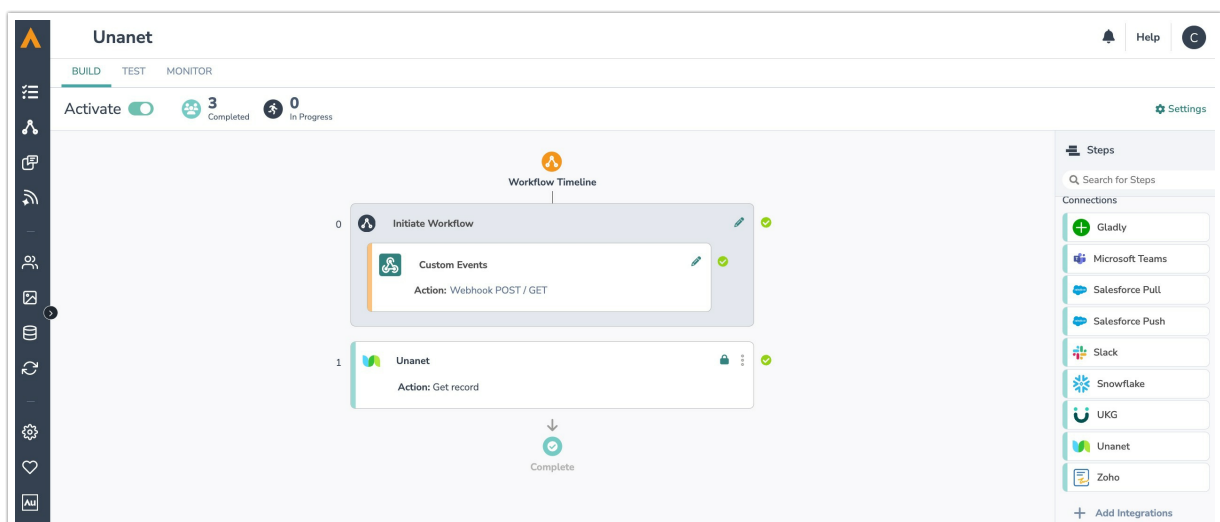 Unanet
Help
C
BUILD TEST MONITOR
Activate
3
Completed
0
In Progress
Settings
Workflow Timeline
0
Initiate Workflow
Custom Events
Action: Webhook POST / GET
1
Unanet
Action: Get record
Complete
Steps
Search for Steps
Connections
Gladly
Microsoft Teams
Salesforce Pull
Salesforce Push
Slack
Snowflake
UKG
Unanet
Zoho
+ Add Integrations
Au